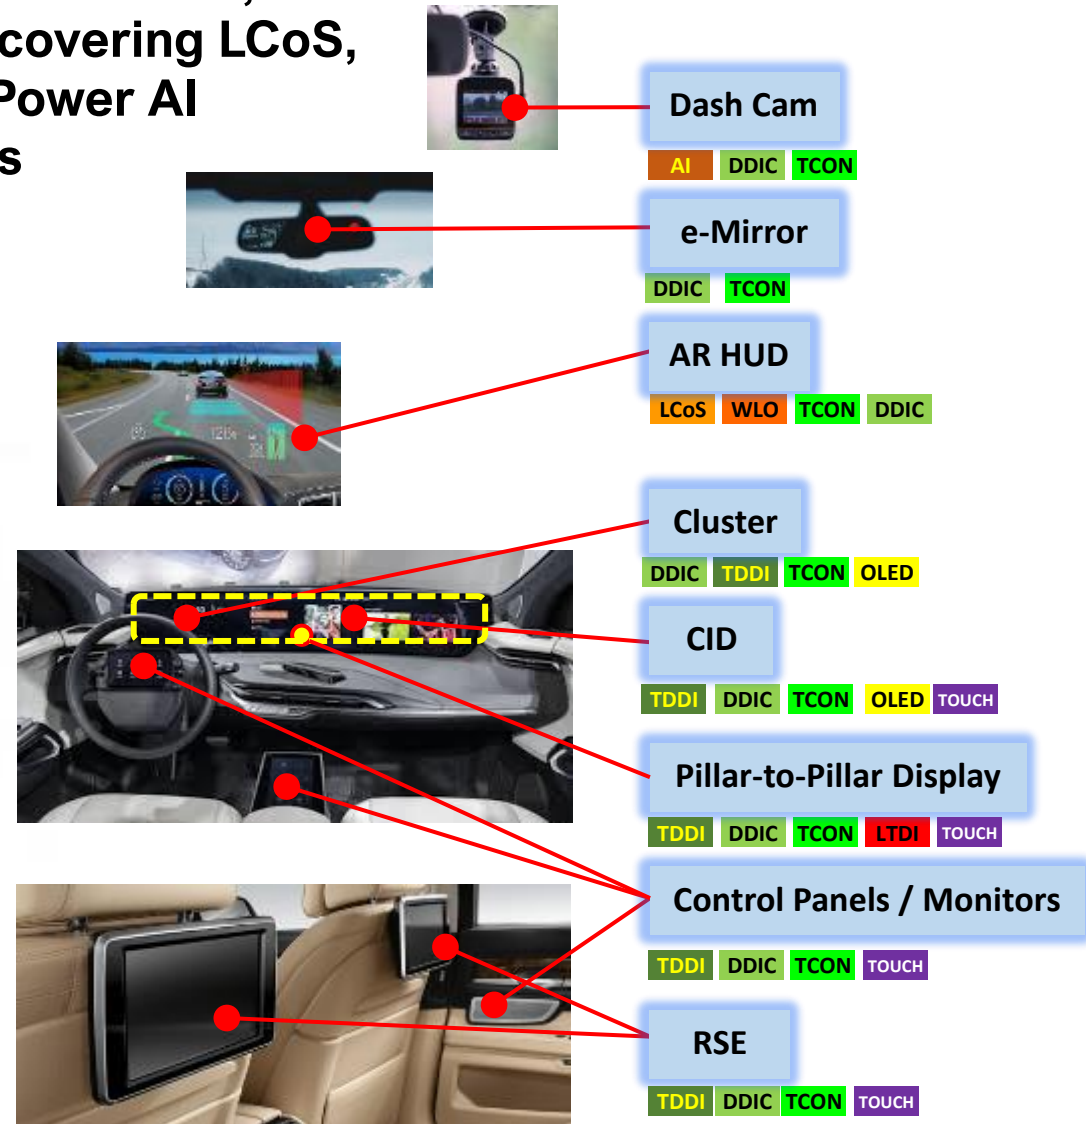 covering LCoS,
Power AI
s
Dash Cam
AI DDIC TCON
e-Mirror
DDIC TCON
AR HUD
LCoS WLO TCON DDIC
Cluster
DDIC TDDI TCON OLED
CID
TDDI DDIC TCON OLED TOUCH
Pillar-to-Pillar Display
TDDI DDIC TCON LTDI TOUCH
Control Panels / Monitors
TDDI DDIC TCON TOUCH
RSE
TDDI DDIC TCON TOUCH